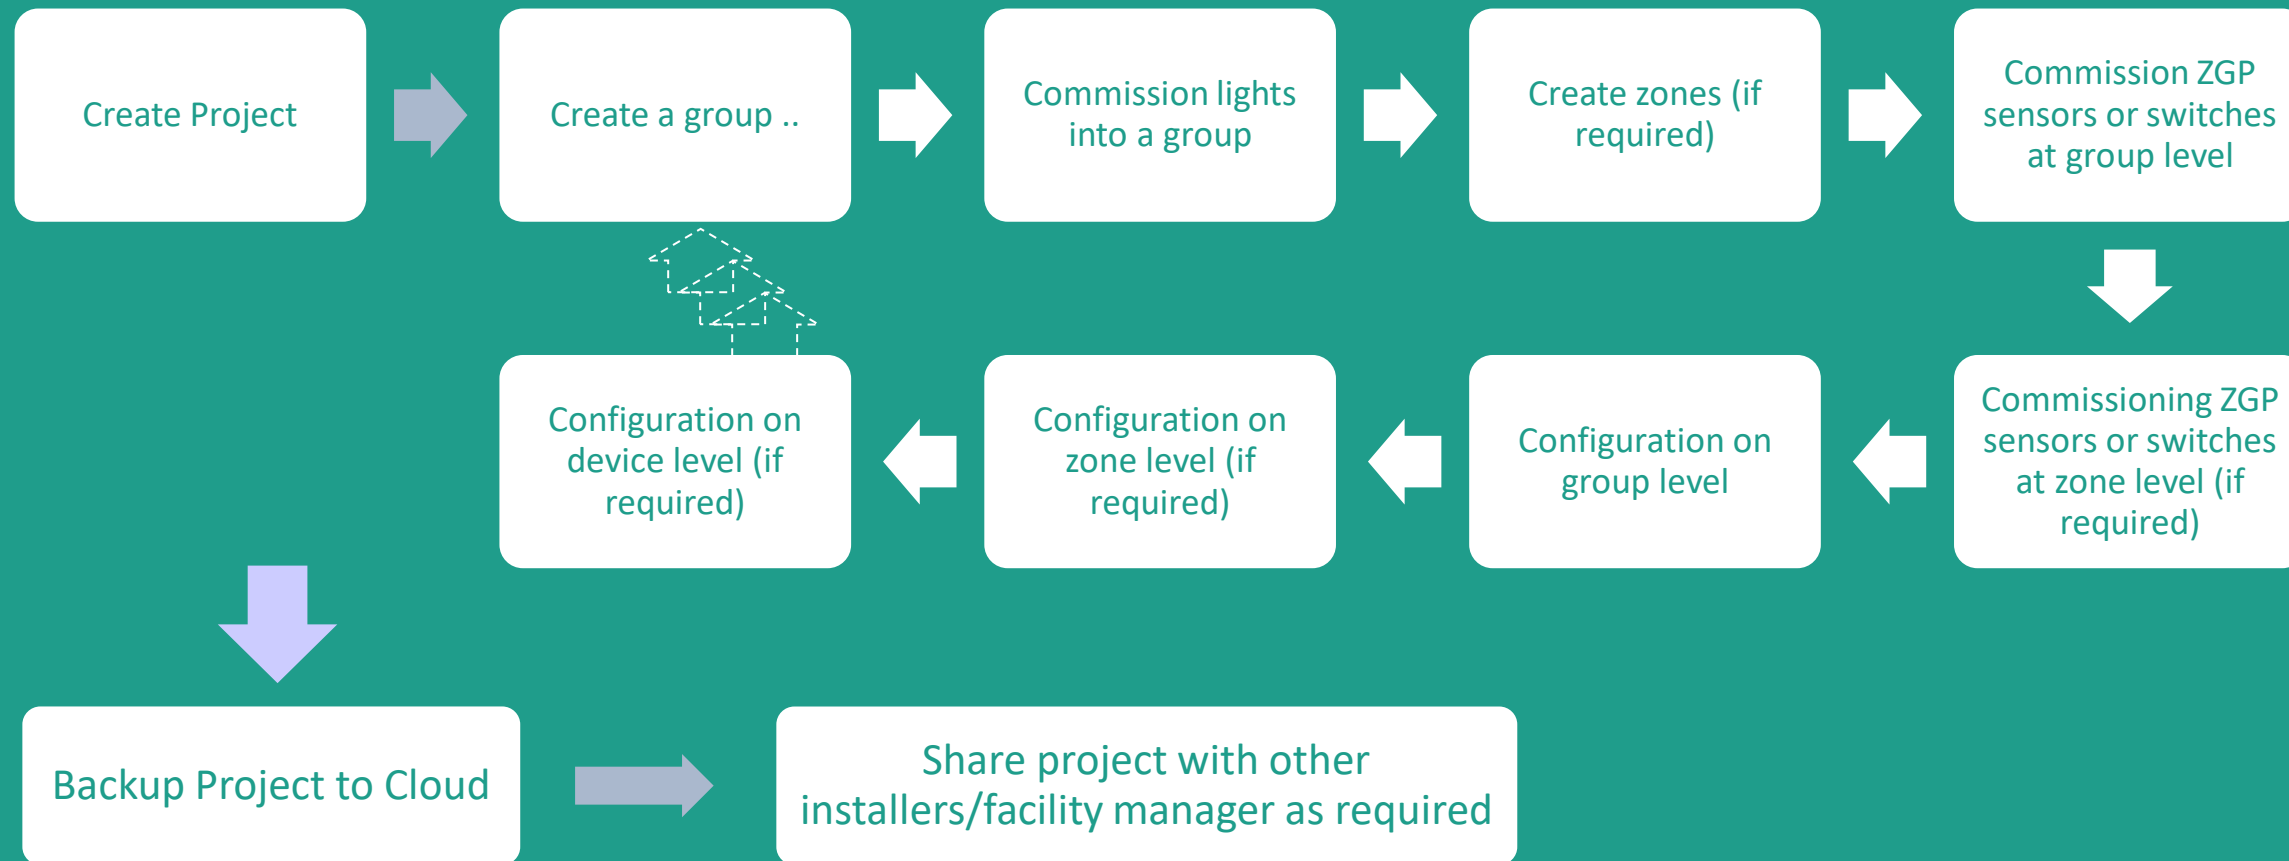 Create Project
Create a group ..
Commission lights
into a group
Create zones (if
required)
Commission ZGP
sensors or switches
at group level
Commissioning ZGP
sensors or switches
at zone level (if
required)
Configuration on
group level
Configuration on
zone level (if
required)
Configuration on
device level (if
required)
Backup Project to Cloud
Share project with other
installers/facility manager as required